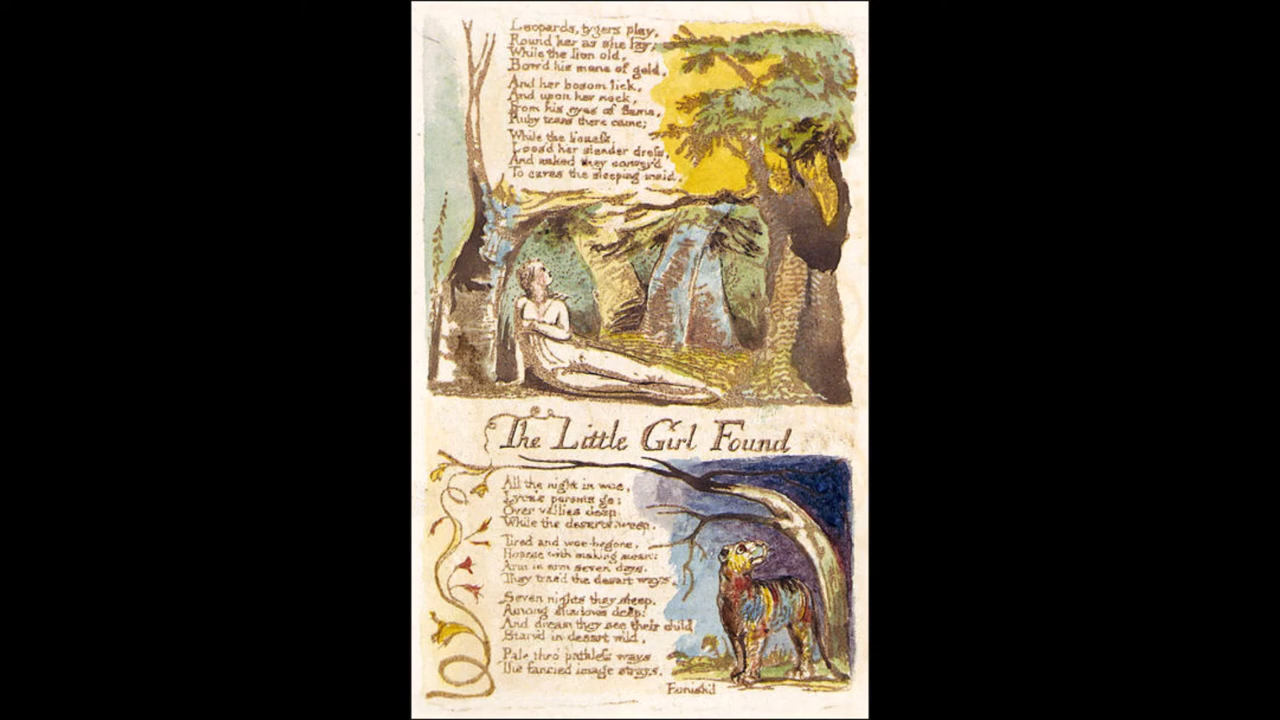 Leopards, tygers play,
Round her as she lay;
While the lion old,
Bow'd his mane of gold,
And her bosom lick,
And upon her neck,
From his eyes of flame,
Ruby tears there came;
While the lioness
Loos'd her slender dress,
And naked they convey'd
To caves the sleeping maid.
The Little Girl Found
All the night in woe,
Lyca's parents go:
Over vallies deep,
While the desarts weep.
Tired and woe-begone,
Hoarse with making moan:
Arm in arm seven days,
They trac'd the desart ways.
Seven nights they sleep,
Among shadows deep:
And dream they see their child
Starv'd in desart wild.
Pale thro' pathless ways
The fancied image strays,
Famish'd